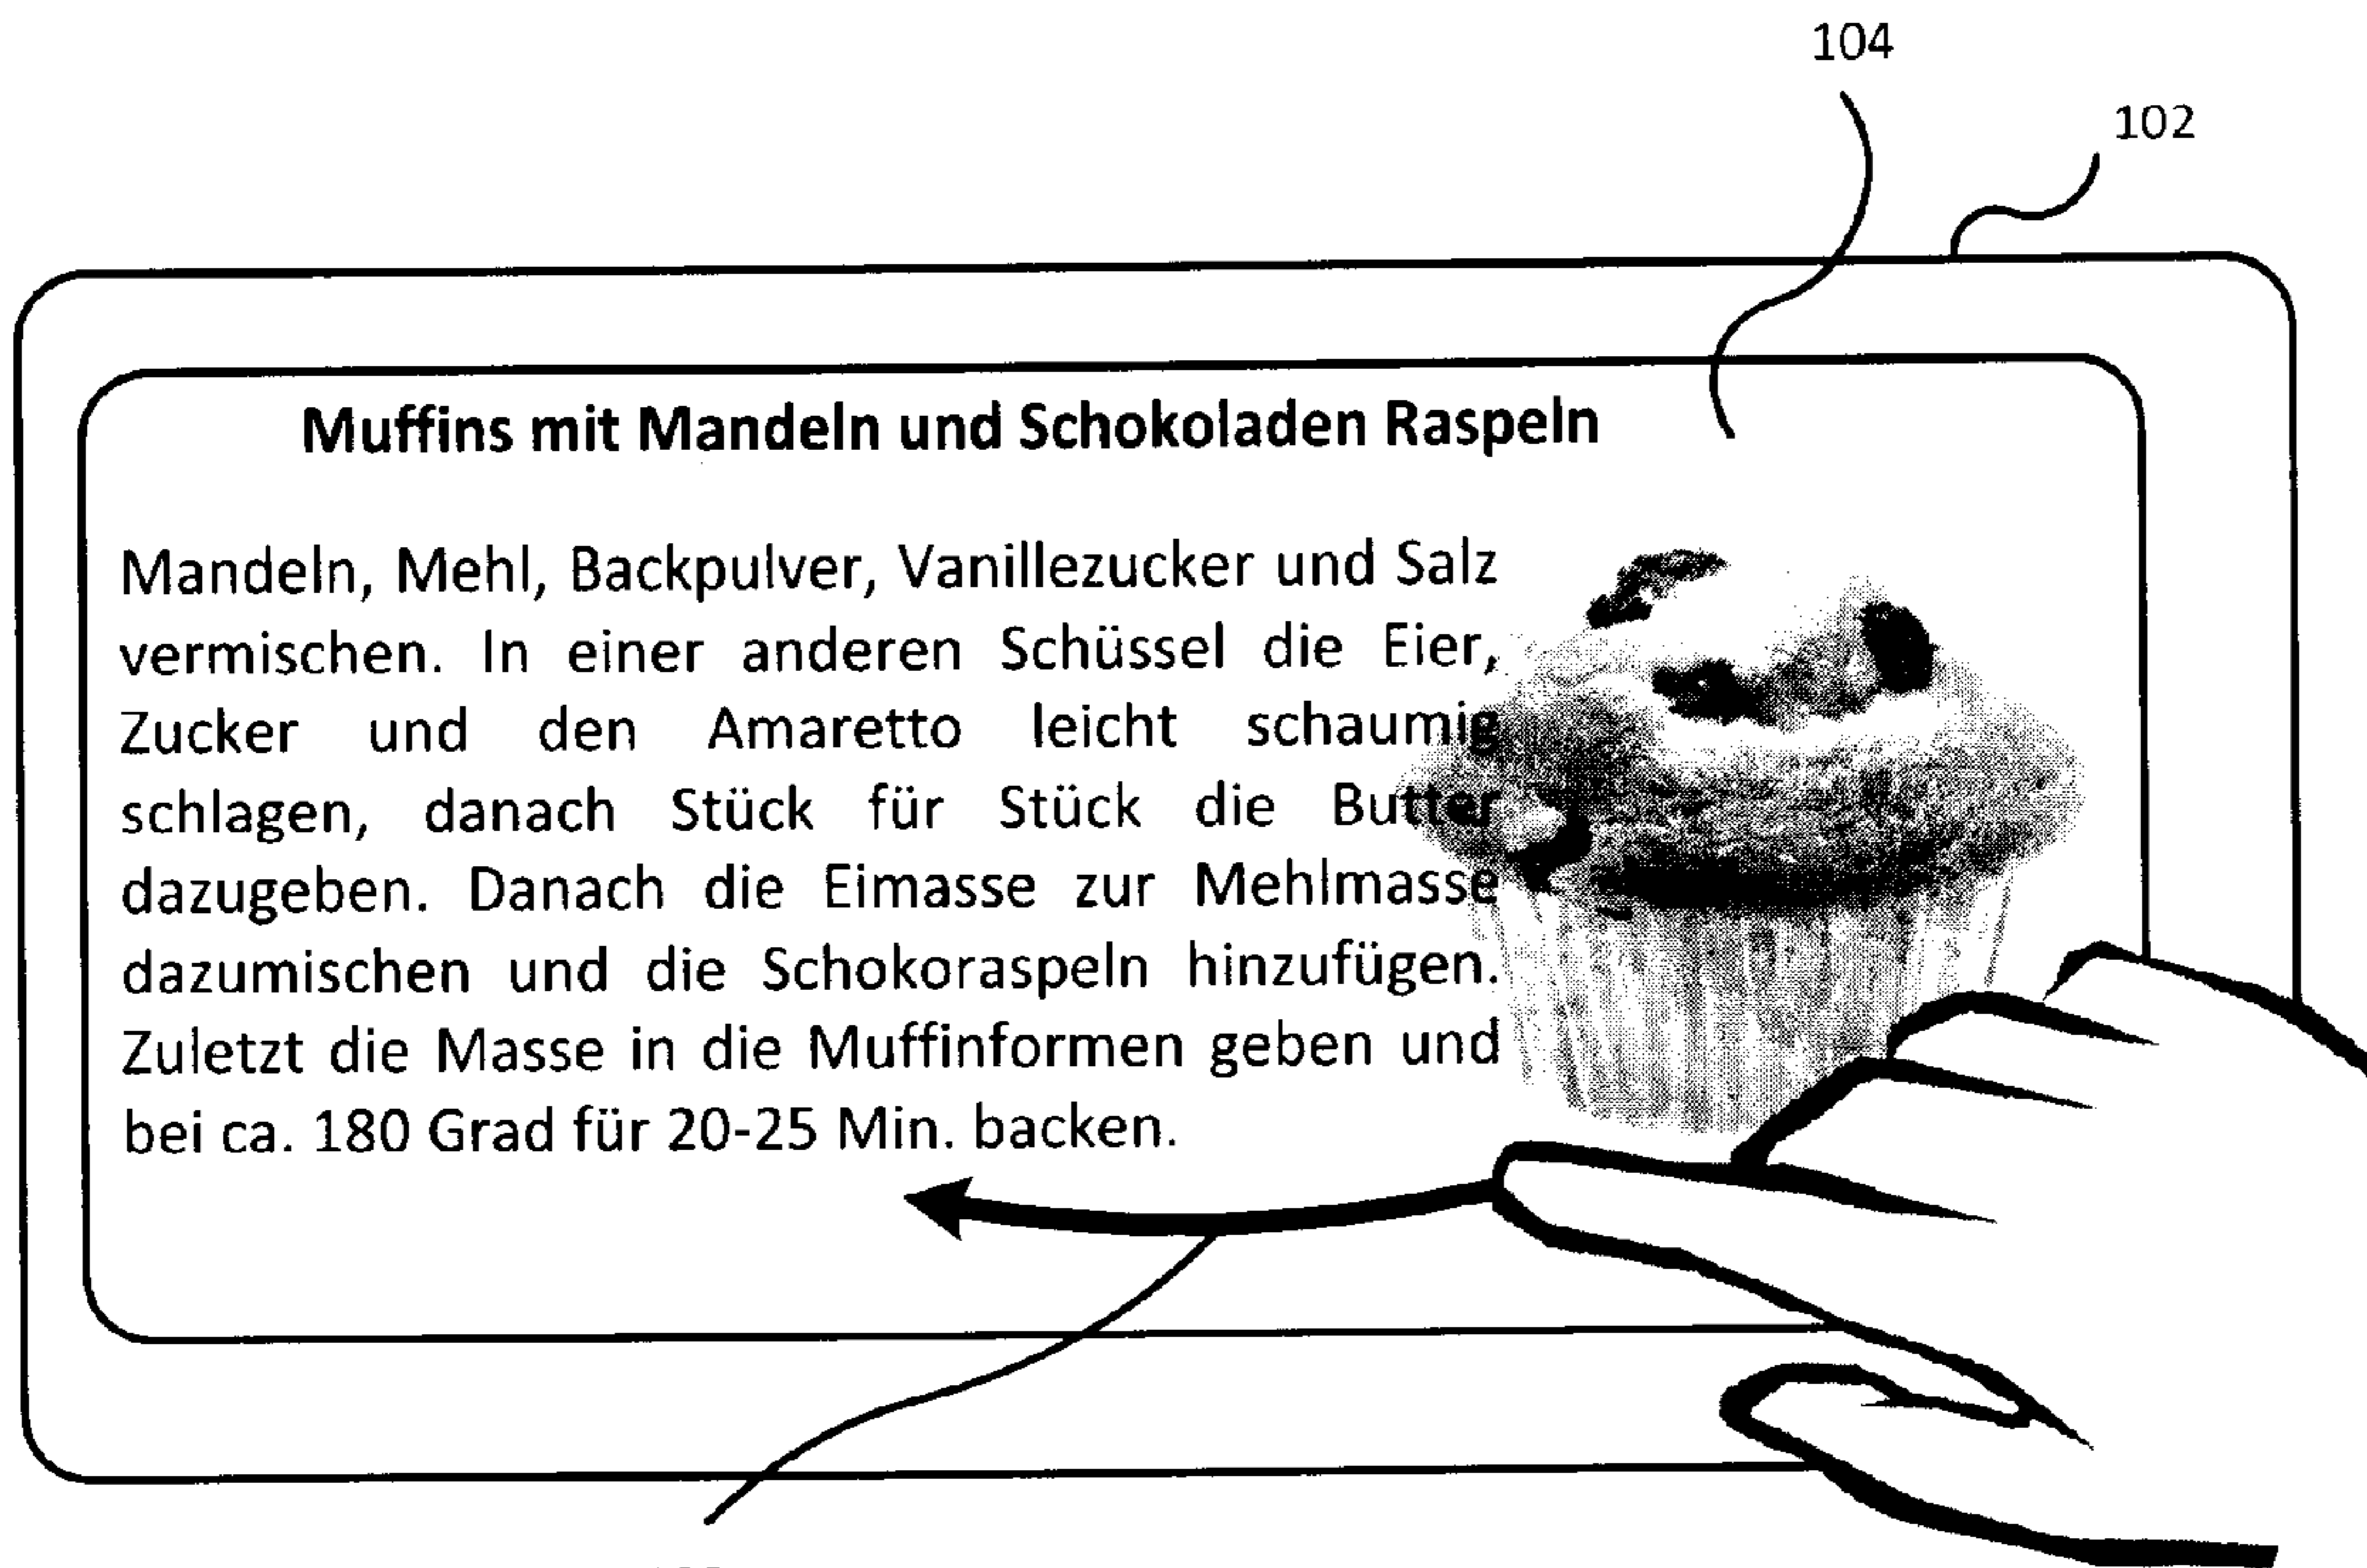 104
102
Muffins mit Mandeln und Schokoladen Raspeln
Mandeln, Mehl, Backpulver, Vanillezucker und Salz
vermischen. In einer anderen Schüssel die Eier,
Zucker und den Amaretto leicht schaumig
schlagen, danach Stück für Stück die Butter
dazugeben. Danach die Eimasse zur Mehlmasse
dazumischen und die Schokoraspeln hinzufügen.
Zuletzt die Masse in die Muffinformen geben und
bei ca. 180 Grad für 20-25 Min. backen.